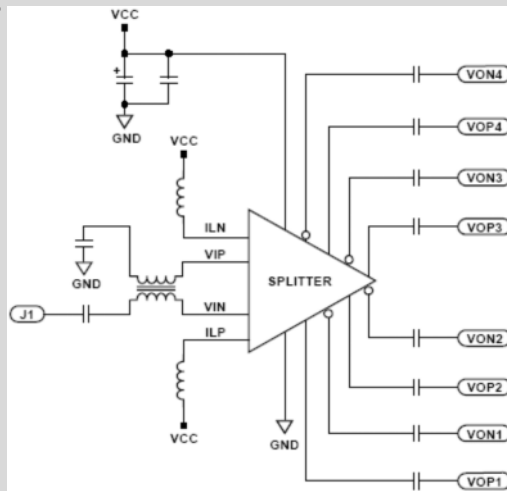 VCC
VON4
+
VOP4
GND
VCC
VON3
ILN
VOP3
VIP
GND
SPLITTER
J1
VIN
ILP
VON2
VOP2
VCC
GND
VON1
VOP1